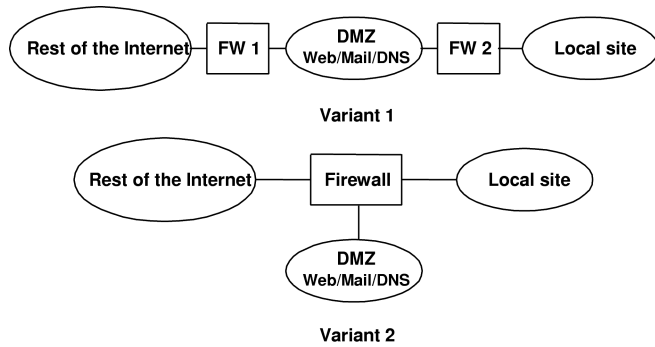 Rest of the Internet
FW 1
DMZ
Web/Mail/DNS
FW 2
Local site
Variant 1
Rest of the Internet
Firewall
Local site
DMZ
Web/Mail/DNS
Variant 2